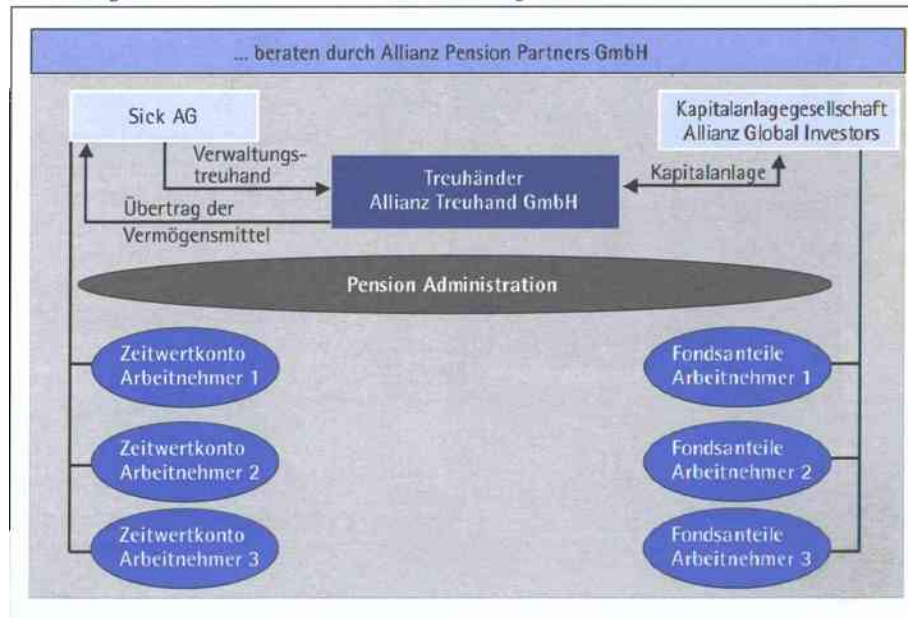 ... beraten durch Allianz Pension Partners GmbH
Sick AG
Kapitalanlagegesellschaft
Allianz Global Investors
Verwaltungs-
treuhand
Treuhänder
Allianz Treuhand GmbH
Kapitalanlage
Übertrag der
Vermögensmittel
Pension Administration
Zeitwertkonto
Arbeitnehmer 1
Fondsanteile
Arbeitnehmer 1
Zeitwertkonto
Arbeitnehmer 2
Fondsanteile
Arbeitnehmer 2
Zeitwertkonto
Arbeitnehmer 3
Fondsanteile
Arbeitnehmer 3